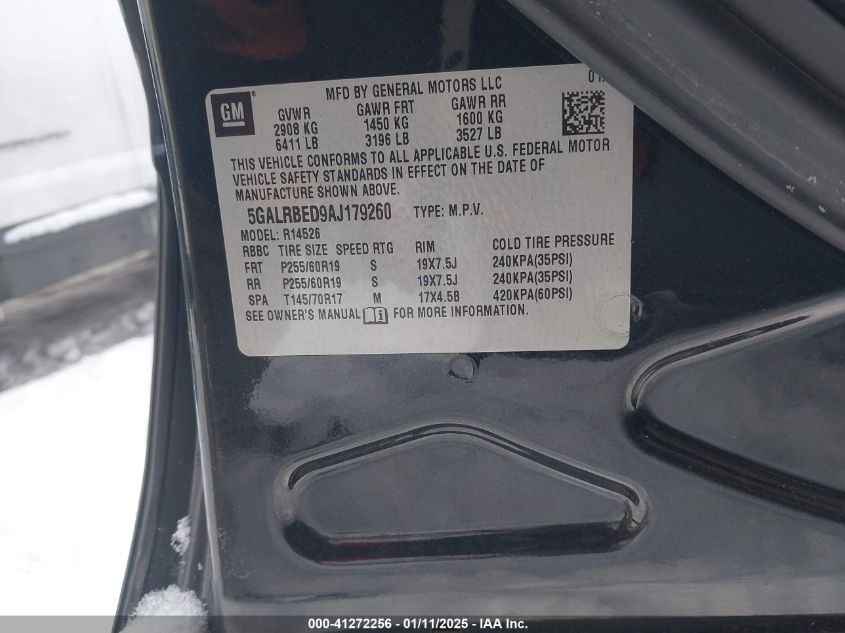 MFD BY GENERAL MOTORS LLC
GM
GVWR GAWR FRT GAWR RR
2908 KG 1450 KG 1600 KG
6411 LB 3196 LB 3527 LB
THIS VEHICLE CONFORMS TO ALL APPLICABLE U.S. FEDERAL MOTOR
VEHICLE SAFETY STANDARDS IN EFFECT ON THE DATE OF
MANUFACTURE SHOWN ABOVE.
5GALRBED9AJ179260 TYPE: M.P.V.
MODEL: R14526
RBBC TIRE SIZE SPEED RTG RIM COLD TIRE PRESSURE
FRT P255/60R19 S 19X7.5J 240KPA(35PSI)
RR P255/60R19 S 19X7.5J 240KPA(35PSI)
SPA T145/70R17 M 17X4.5B 420KPA(60PSI)
SEE OWNER'S MANUAL FOR MORE INFORMATION.
000-41272256 - 01/11/2025 - IAAI Inc.